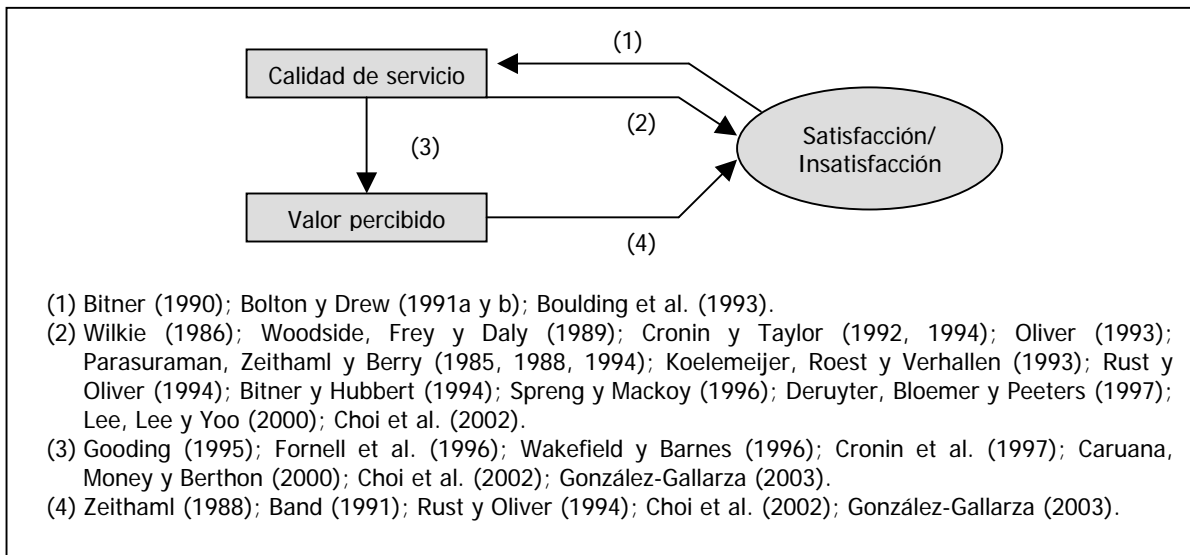 (1)
Calidad de servicio
(2)
Satisfacción/
Insatisfacción
(3)
Valor percibido
(4)
(1) Bitner (1990); Bolton y Drew (1991a y b); Boulding et al. (1993).
(2) Wilkie (1986); Woodside, Frey y Daly (1989); Cronin y Taylor (1992, 1994); Oliver (1993);
Parasuraman, Zeithaml y Berry (1985, 1988, 1994); Koelemeijer, Roest y Verhallen (1993); Rust y
Oliver (1994); Bitner y Hubbert (1994); Spreng y Mackoy (1996); Deruyter, Bloemer y Peeters (1997);
Lee, Lee y Yoo (2000); Choi et al. (2002).
(3) Gooding (1995); Fornell et al. (1996); Wakefield y Barnes (1996); Cronin et al. (1997); Caruana,
Money y Berthon (2000); Choi et al. (2002); González-Gallarza (2003).
(4) Zeithaml (1988); Band (1991); Rust y Oliver (1994); Choi et al. (2002); González-Gallarza (2003).